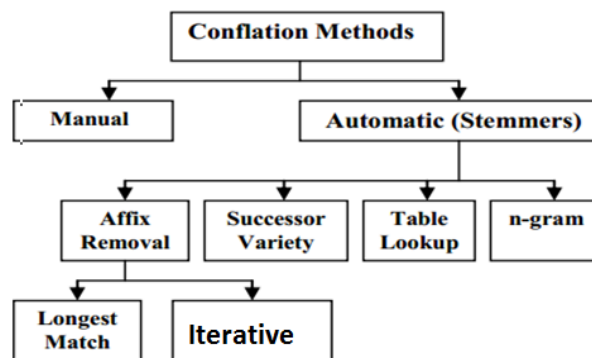 Conflation Methods
Manual
Automatic (Stemmers)
Affix
Removal
Successor
Variety
Table
Lookup
n-gram
Longest
Match
Iterative